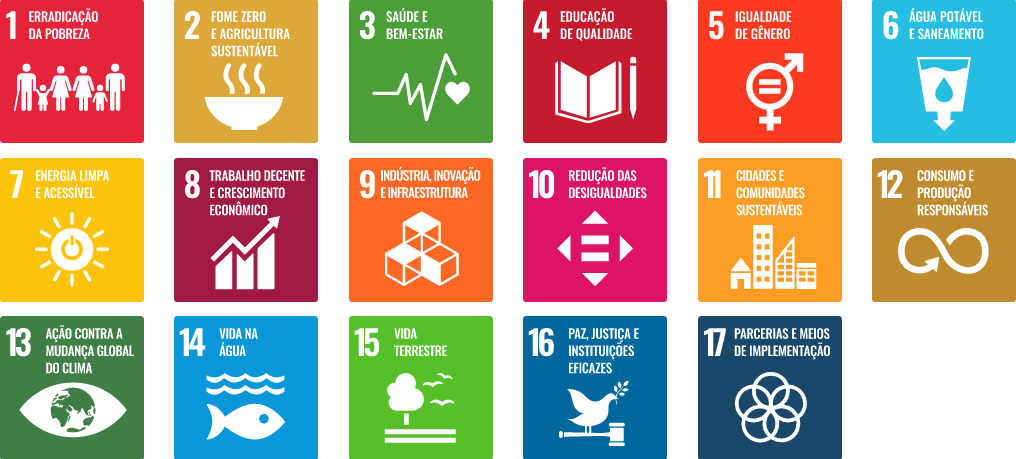 1 ERRADICAÇÃO
DA POBREZA
2 FOME ZERO
E AGRICULTURA
SUSTENTÁVEL
3 SAÚDE E
BEM-ESTAR
4 EDUCAÇÃO
DE QUALIDADE
5 IGUALDADE
DE GÊNERO
6 ÁGUA POTÁVEL
E SANEAMENTO
7 ENERGIA LIMPA
E ACESSÍVEL
8 TRABALHO DECENTE
E CRESCIMENTO
ECONÔMICO
9 INDÚSTRIA, INOVAÇÃO
E INFRAESTRUTURA
10 REDUÇÃO DAS
DESIGUALDADES
11 CIDADES E
COMUNIDADES
SUSTENTÁVEIS
12 CONSUMO E
PRODUÇÃO
RESPONSÁVEIS
13 AÇÃO CONTRA A
MUDANÇA GLOBAL
DO CLIMA
14 VIDA NA
ÁGUA
15 VIDA
TERRESTRE
16 PAZ, JUSTIÇA E
INSTITUIÇÕES
EFICAZES
17 PARCERIAS E MEIOS
DE IMPLEMENTAÇÃO